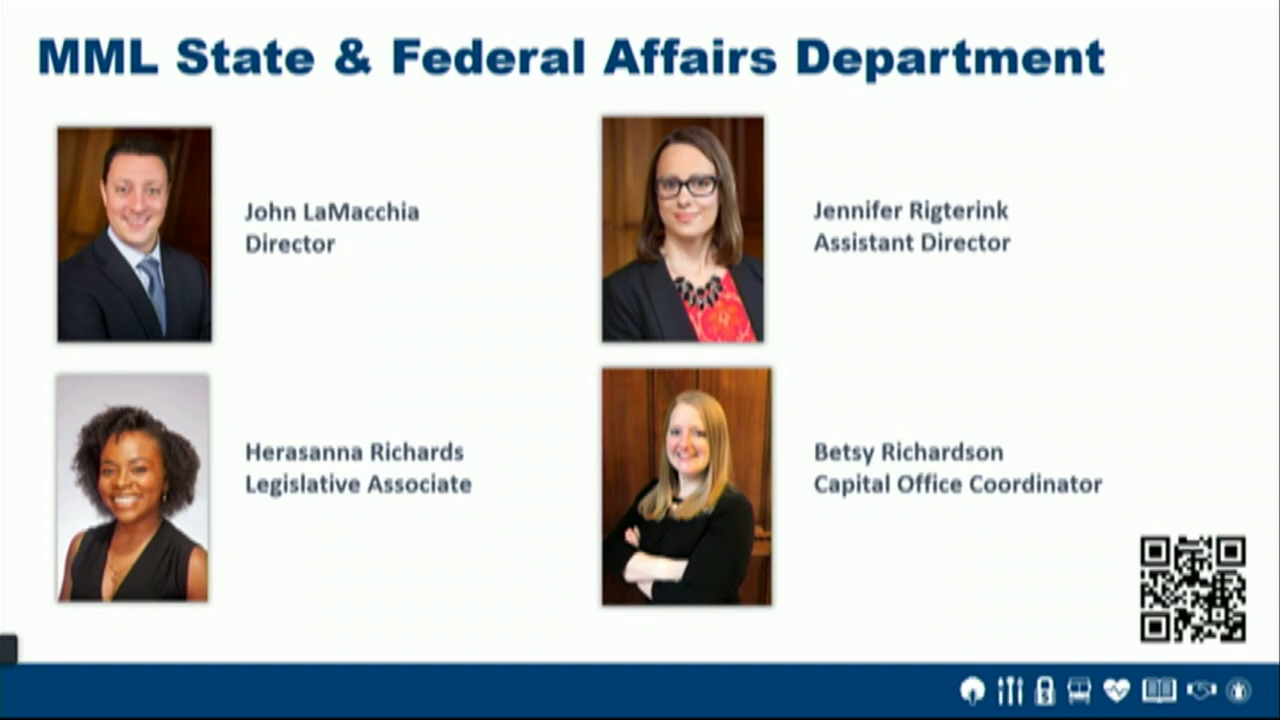 MML State & Federal Affairs Department
John LaMacchia
Director
Jennifer Rigterink
Assistant Director
Herasanna Richards
Legislative Associate
Betsy Richardson
Capital Office Coordinator